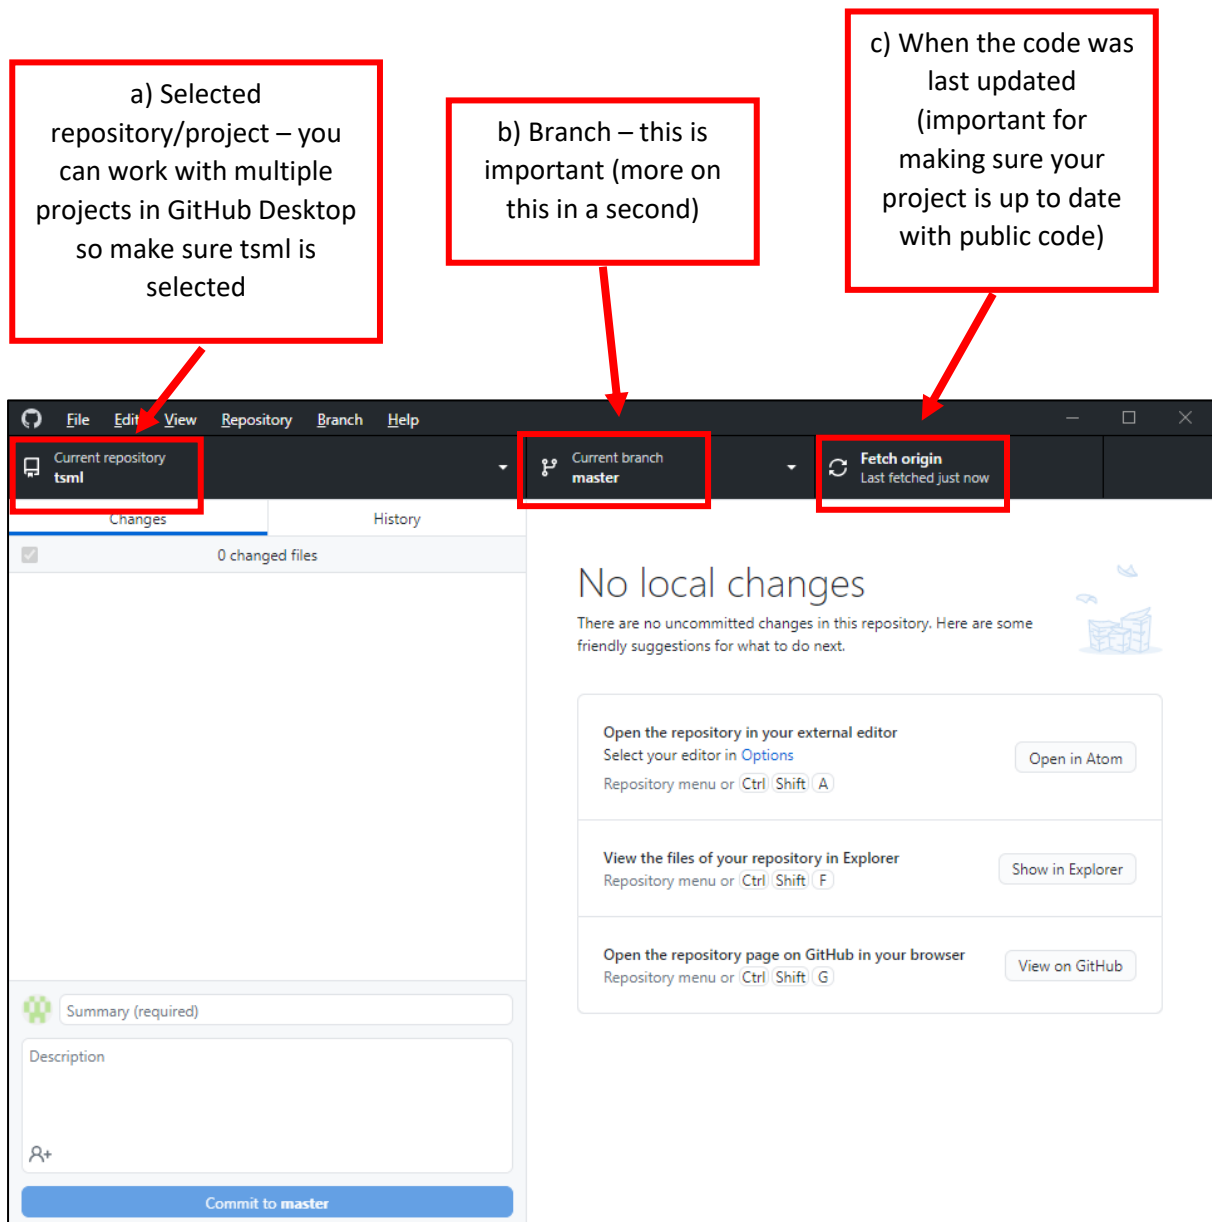 a) Selected
repository/project – you
can work with multiple
projects in GitHub Desktop
so make sure tsml is
selected
b) Branch – this is
important (more on
this in a second)
c) When the code was
last updated
(important for
making sure your
project is up to date
with public code)
File Edit View Repository Branch Help
Current repository
tsml
Current branch
master
Fetch origin
Last fetched just now
Changes History
0 changed files
No local changes
There are no uncommitted changes in this repository. Here are some
friendly suggestions for what to do next.
Open the repository in your external editor
Select your editor in Options
Repository menu or Ctrl Shift A
Open in Atom
View the files of your repository in Explorer
Repository menu or Ctrl Shift F
Show in Explorer
Open the repository page on GitHub in your browser
Repository menu or Ctrl Shift G
View on GitHub
Summary (required)
Description
Commit to master